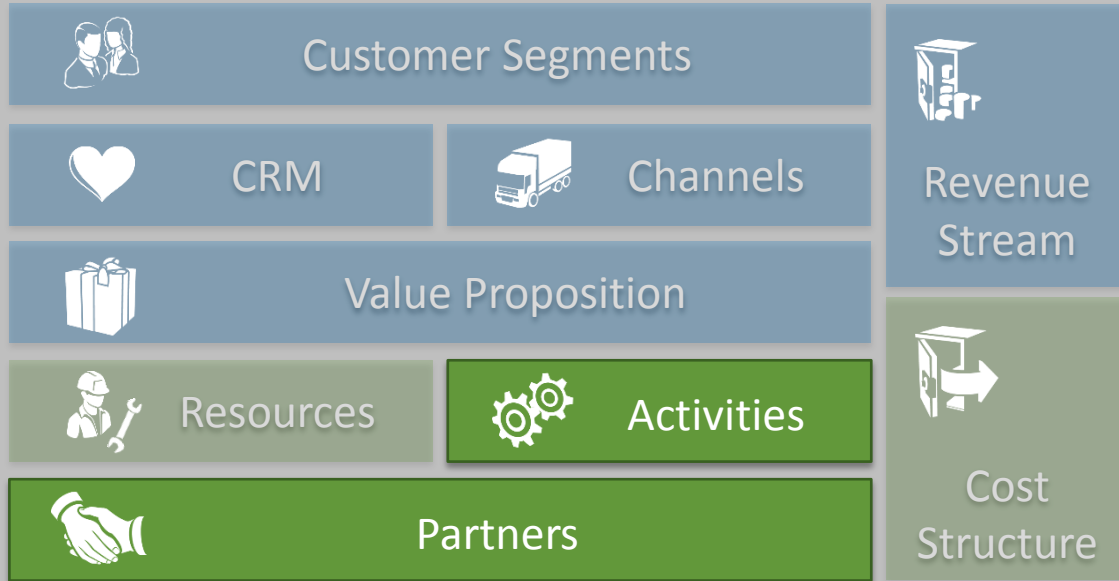 Customer Segments
CRM
Channels
Value Proposition
Resources
Activities
Partners
Revenue
Stream
Cost
Structure